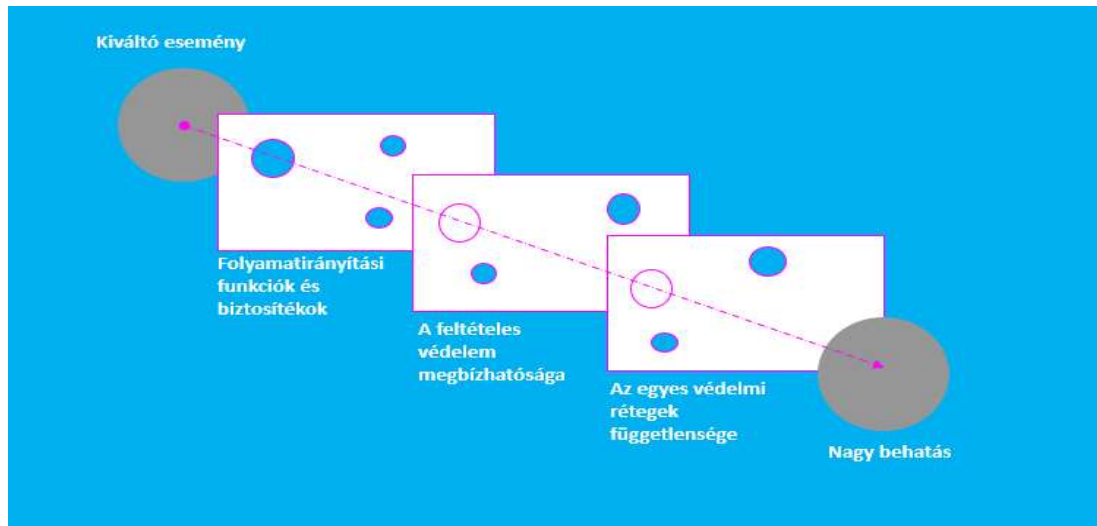 Kiváltó esemény
Folyamatirányítási
funkciók és
biztosítékok
A feltételes
védelem
megbízhatósága
Az egyes védelmi
rétegek
függetlensége
Nagy behatás